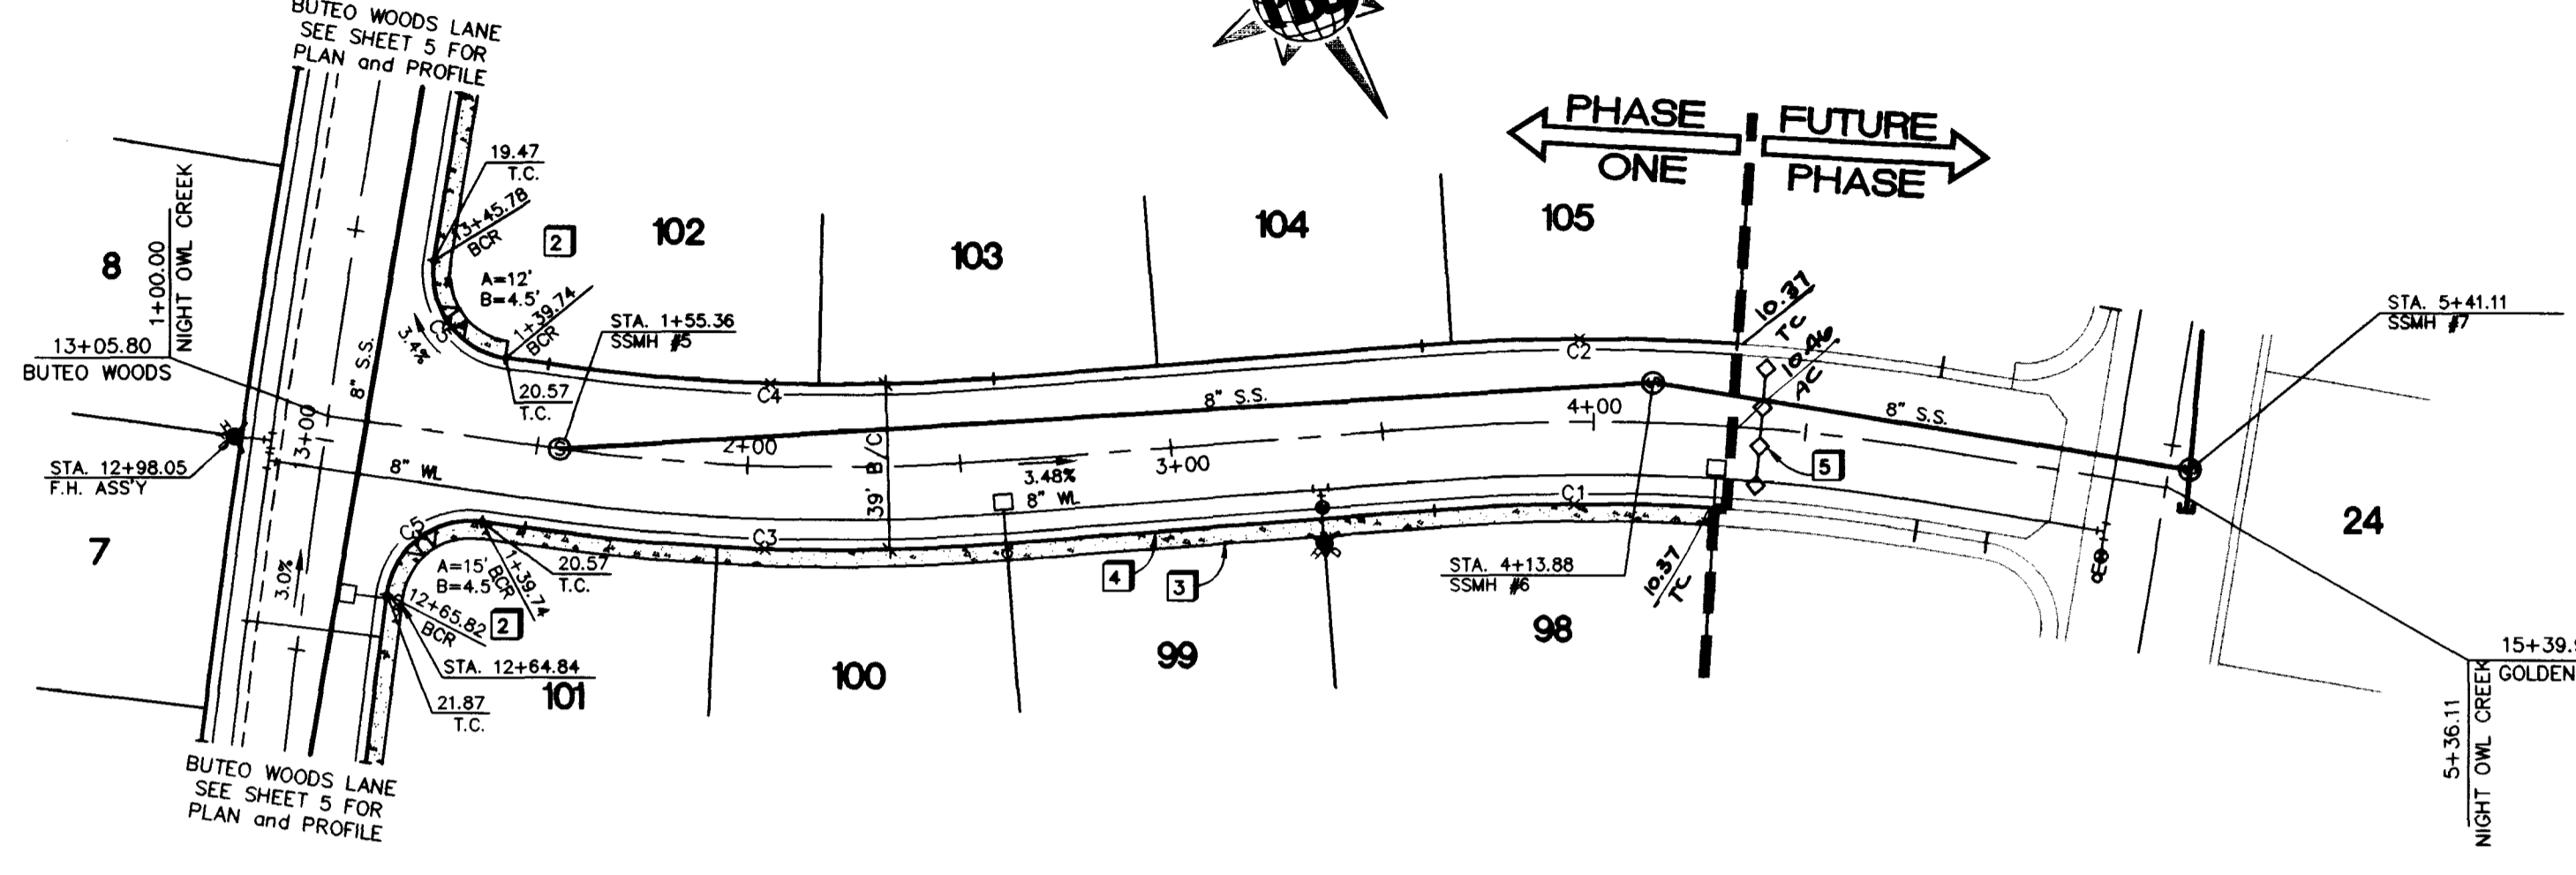 BUTEO WOODS LANE
SEE SHEET 5 FOR
PLAN and PROFILE
PHASE
ONE
FUTURE
PHASE
19.47
T.C.
13+45.78
BCR
2
102
103
104
105
8
1+00.00
NIGHT OWL CREEK
13+05.80
BUTEO WOODS
A=12'
B=4.5'
1+39.74
BCR
C5
3.4%
STA. 1+55.36
SSMH #5
20.57
T.C.
8" S.S.
3+00
C4
C2
10.37
TC
10.46
AC
STA. 5+41.11
SSMH #7
8" S.S.
4+00
8" S.S.
2+00
3+00
3.48%
39' B/C
8" WL
8" WL
STA. 12+98.05
F.H. ASS'Y
5
C1
C3
C5
7
3.0%
A=15'
B=4.5'
1+39.74
BCR
20.57
T.C.
12+65.82
BCR
2
STA. 12+64.84
21.87
T.C.
101
100
99
98
4
3
STA. 4+13.88
SSMH #6
10.37
TC
24
15+39.9
GOLDEN
5+36.11
NIGHT OWL CREEK
BUTEO WOODS LANE
SEE SHEET 5 FOR
PLAN and PROFILE